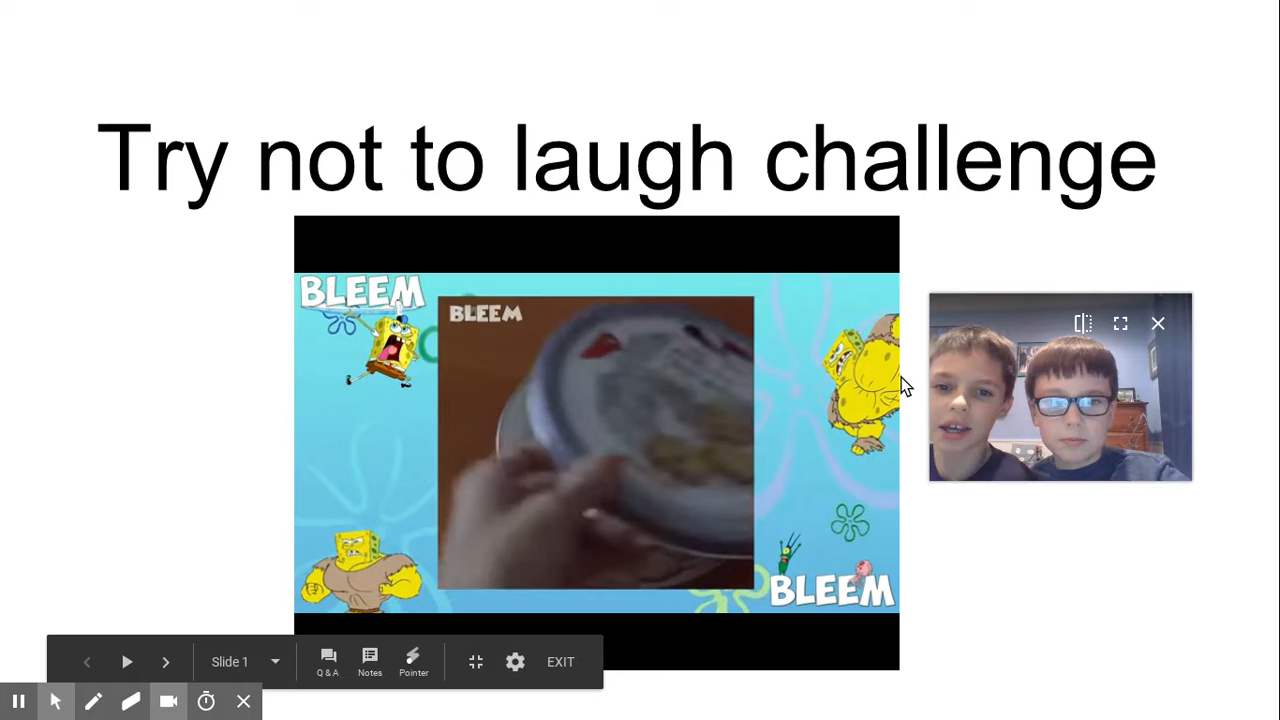 Try not to laugh challenge
BLEEM
BLEEM
BLEEM
Slide 1
Q & A
Notes
Pointer
EXIT